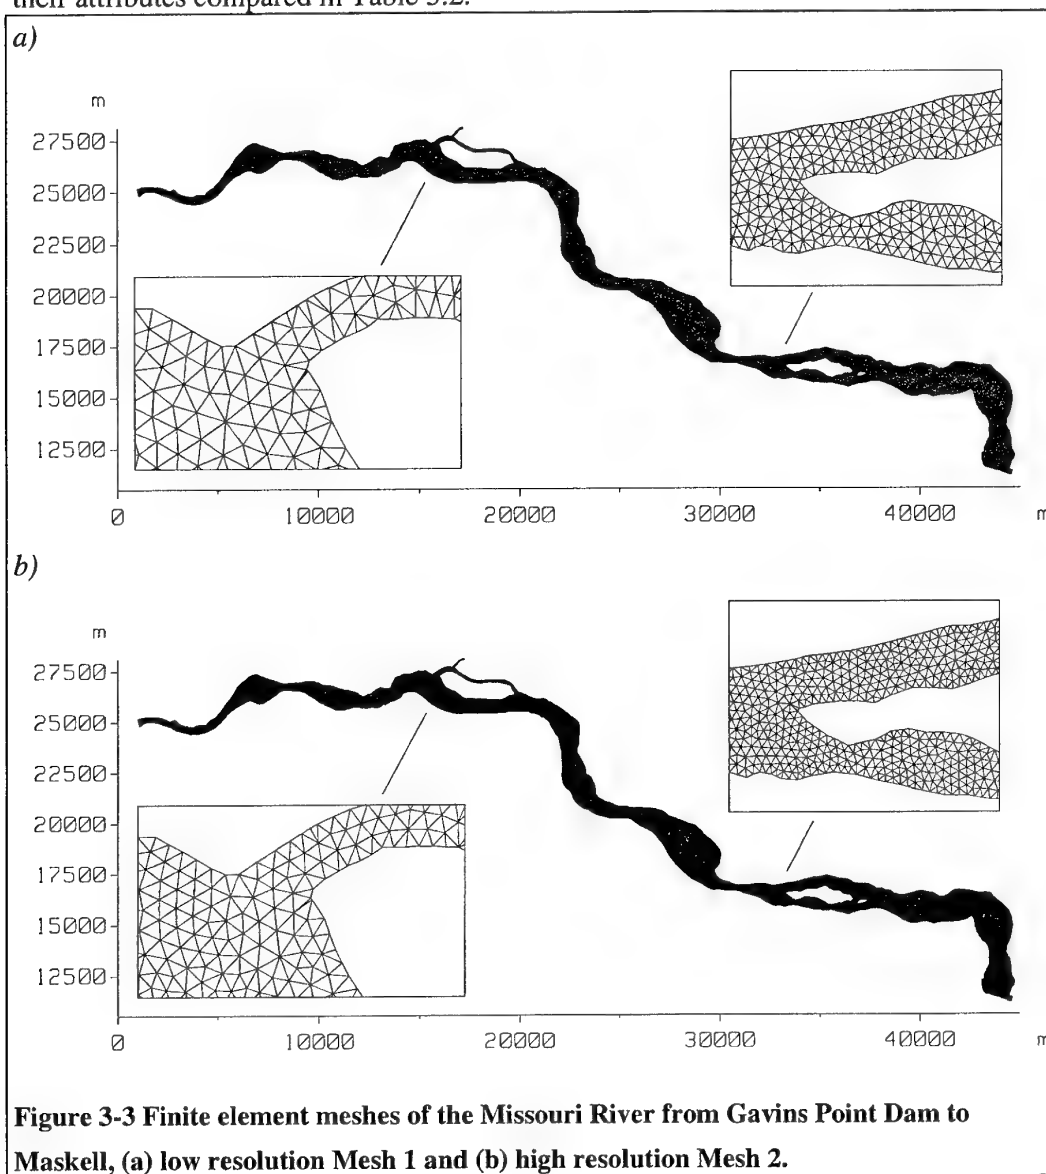 their attributes compared in Table 3.2.
a)
m
27500
25000
22500
20000
17500
15000
12500
0 10000 20000 30000 40000 m
b)
m
27500
25000
22500
20000
17500
15000
12500
0 10000 20000 30000 40000 m
Figure 3-3 Finite element meshes of the Missouri River from Gavins Point Dam to
Maskell, (a) low resolution Mesh 1 and (b) high resolution Mesh 2.